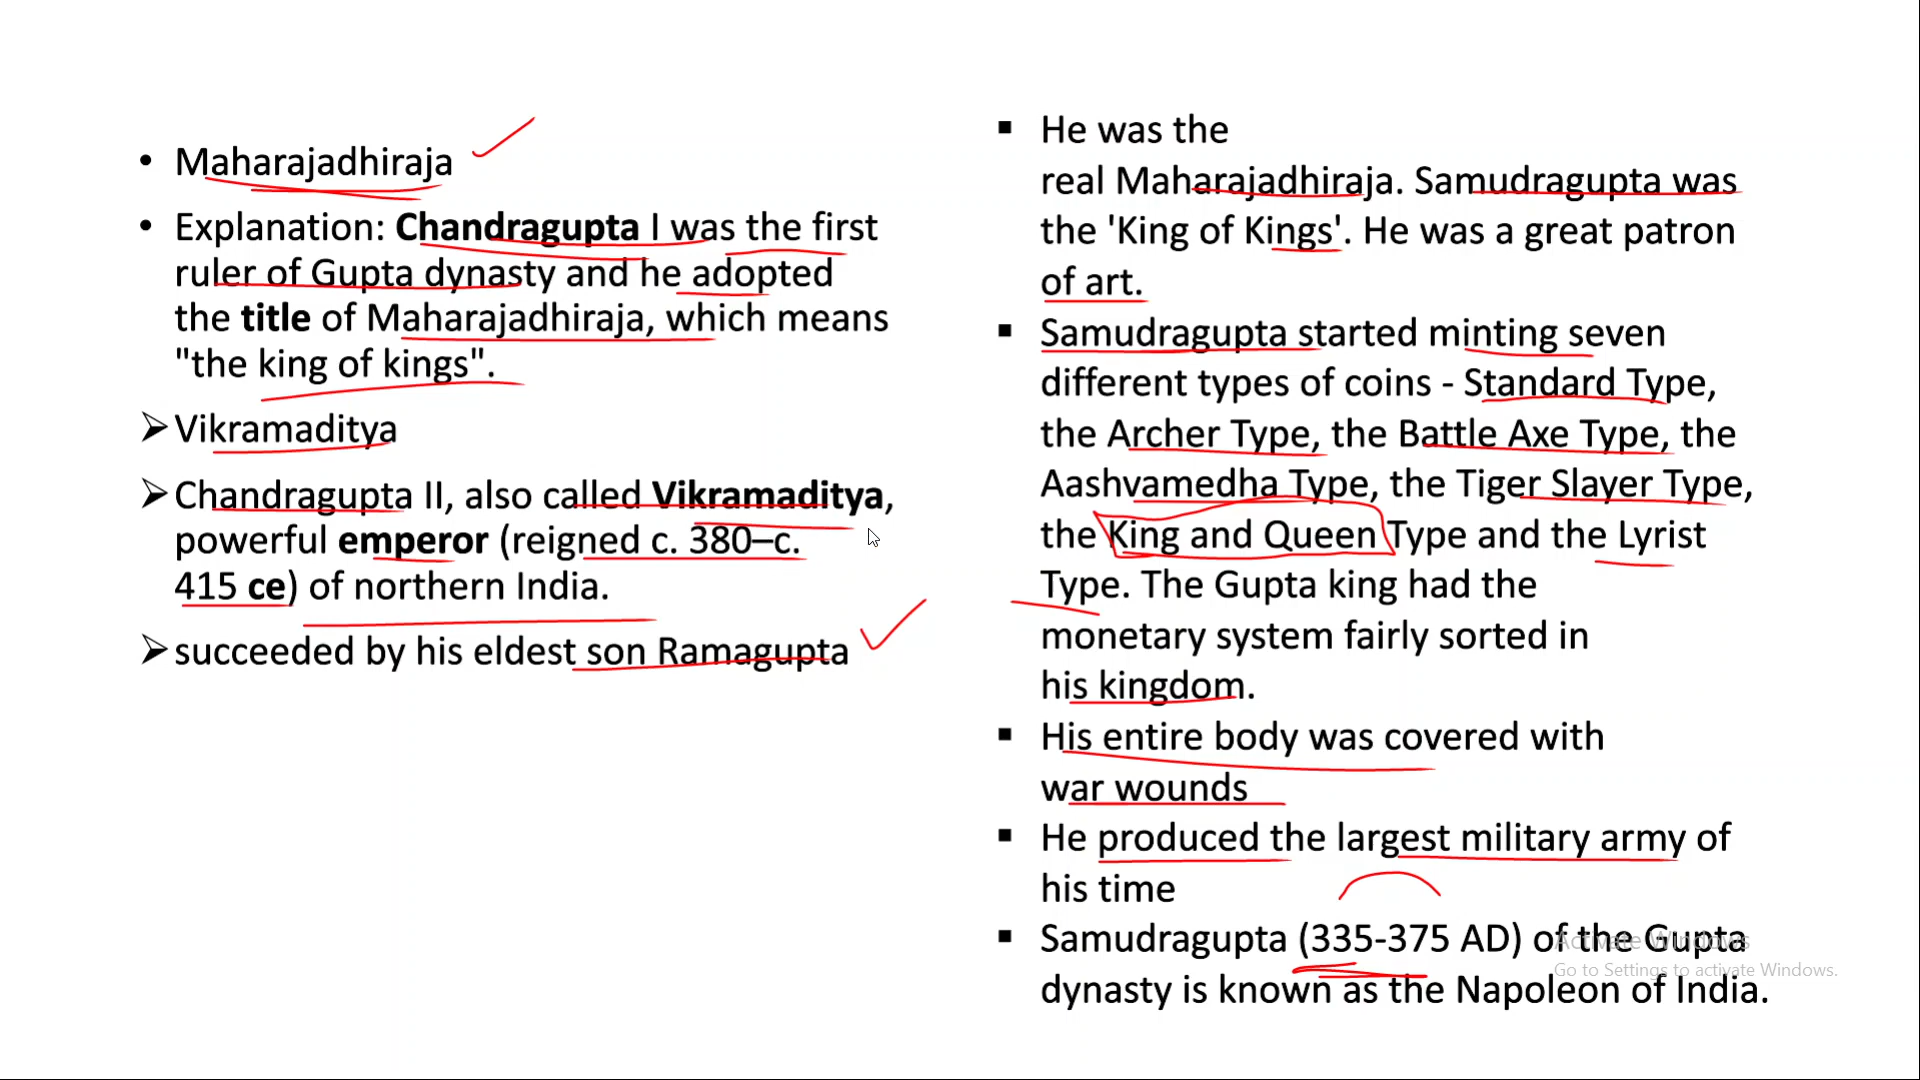 • Maharajadhiraja
• Explanation: Chandragupta I was the first
ruler of Gupta dynasty and he adopted
the title of Maharajadhiraja, which means
"the king of kings".
➢ Vikramaditya
➢ Chandragupta II, also called Vikramaditya,
powerful emperor (reigned c. 380–c.
415 ce) of northern India.
➢ succeeded by his eldest son Ramagupta
▪ He was the
real Maharajadhiraja. Samudragupta was
the 'King of Kings'. He was a great patron
of art.
▪ Samudragupta started minting seven
different types of coins - Standard Type,
the Archer Type, the Battle Axe Type, the
Aashvamedha Type, the Tiger Slayer Type,
the King and Queen Type and the Lyrist
Type. The Gupta king had the
monetary system fairly sorted in
his kingdom.
▪ His entire body was covered with
war wounds
▪ He produced the largest military army of
his time
▪ Samudragupta (335-375 AD) of the Gupta
dynasty is known as the Napoleon of India.
Activate Windows
Go to Settings to activate Windows.